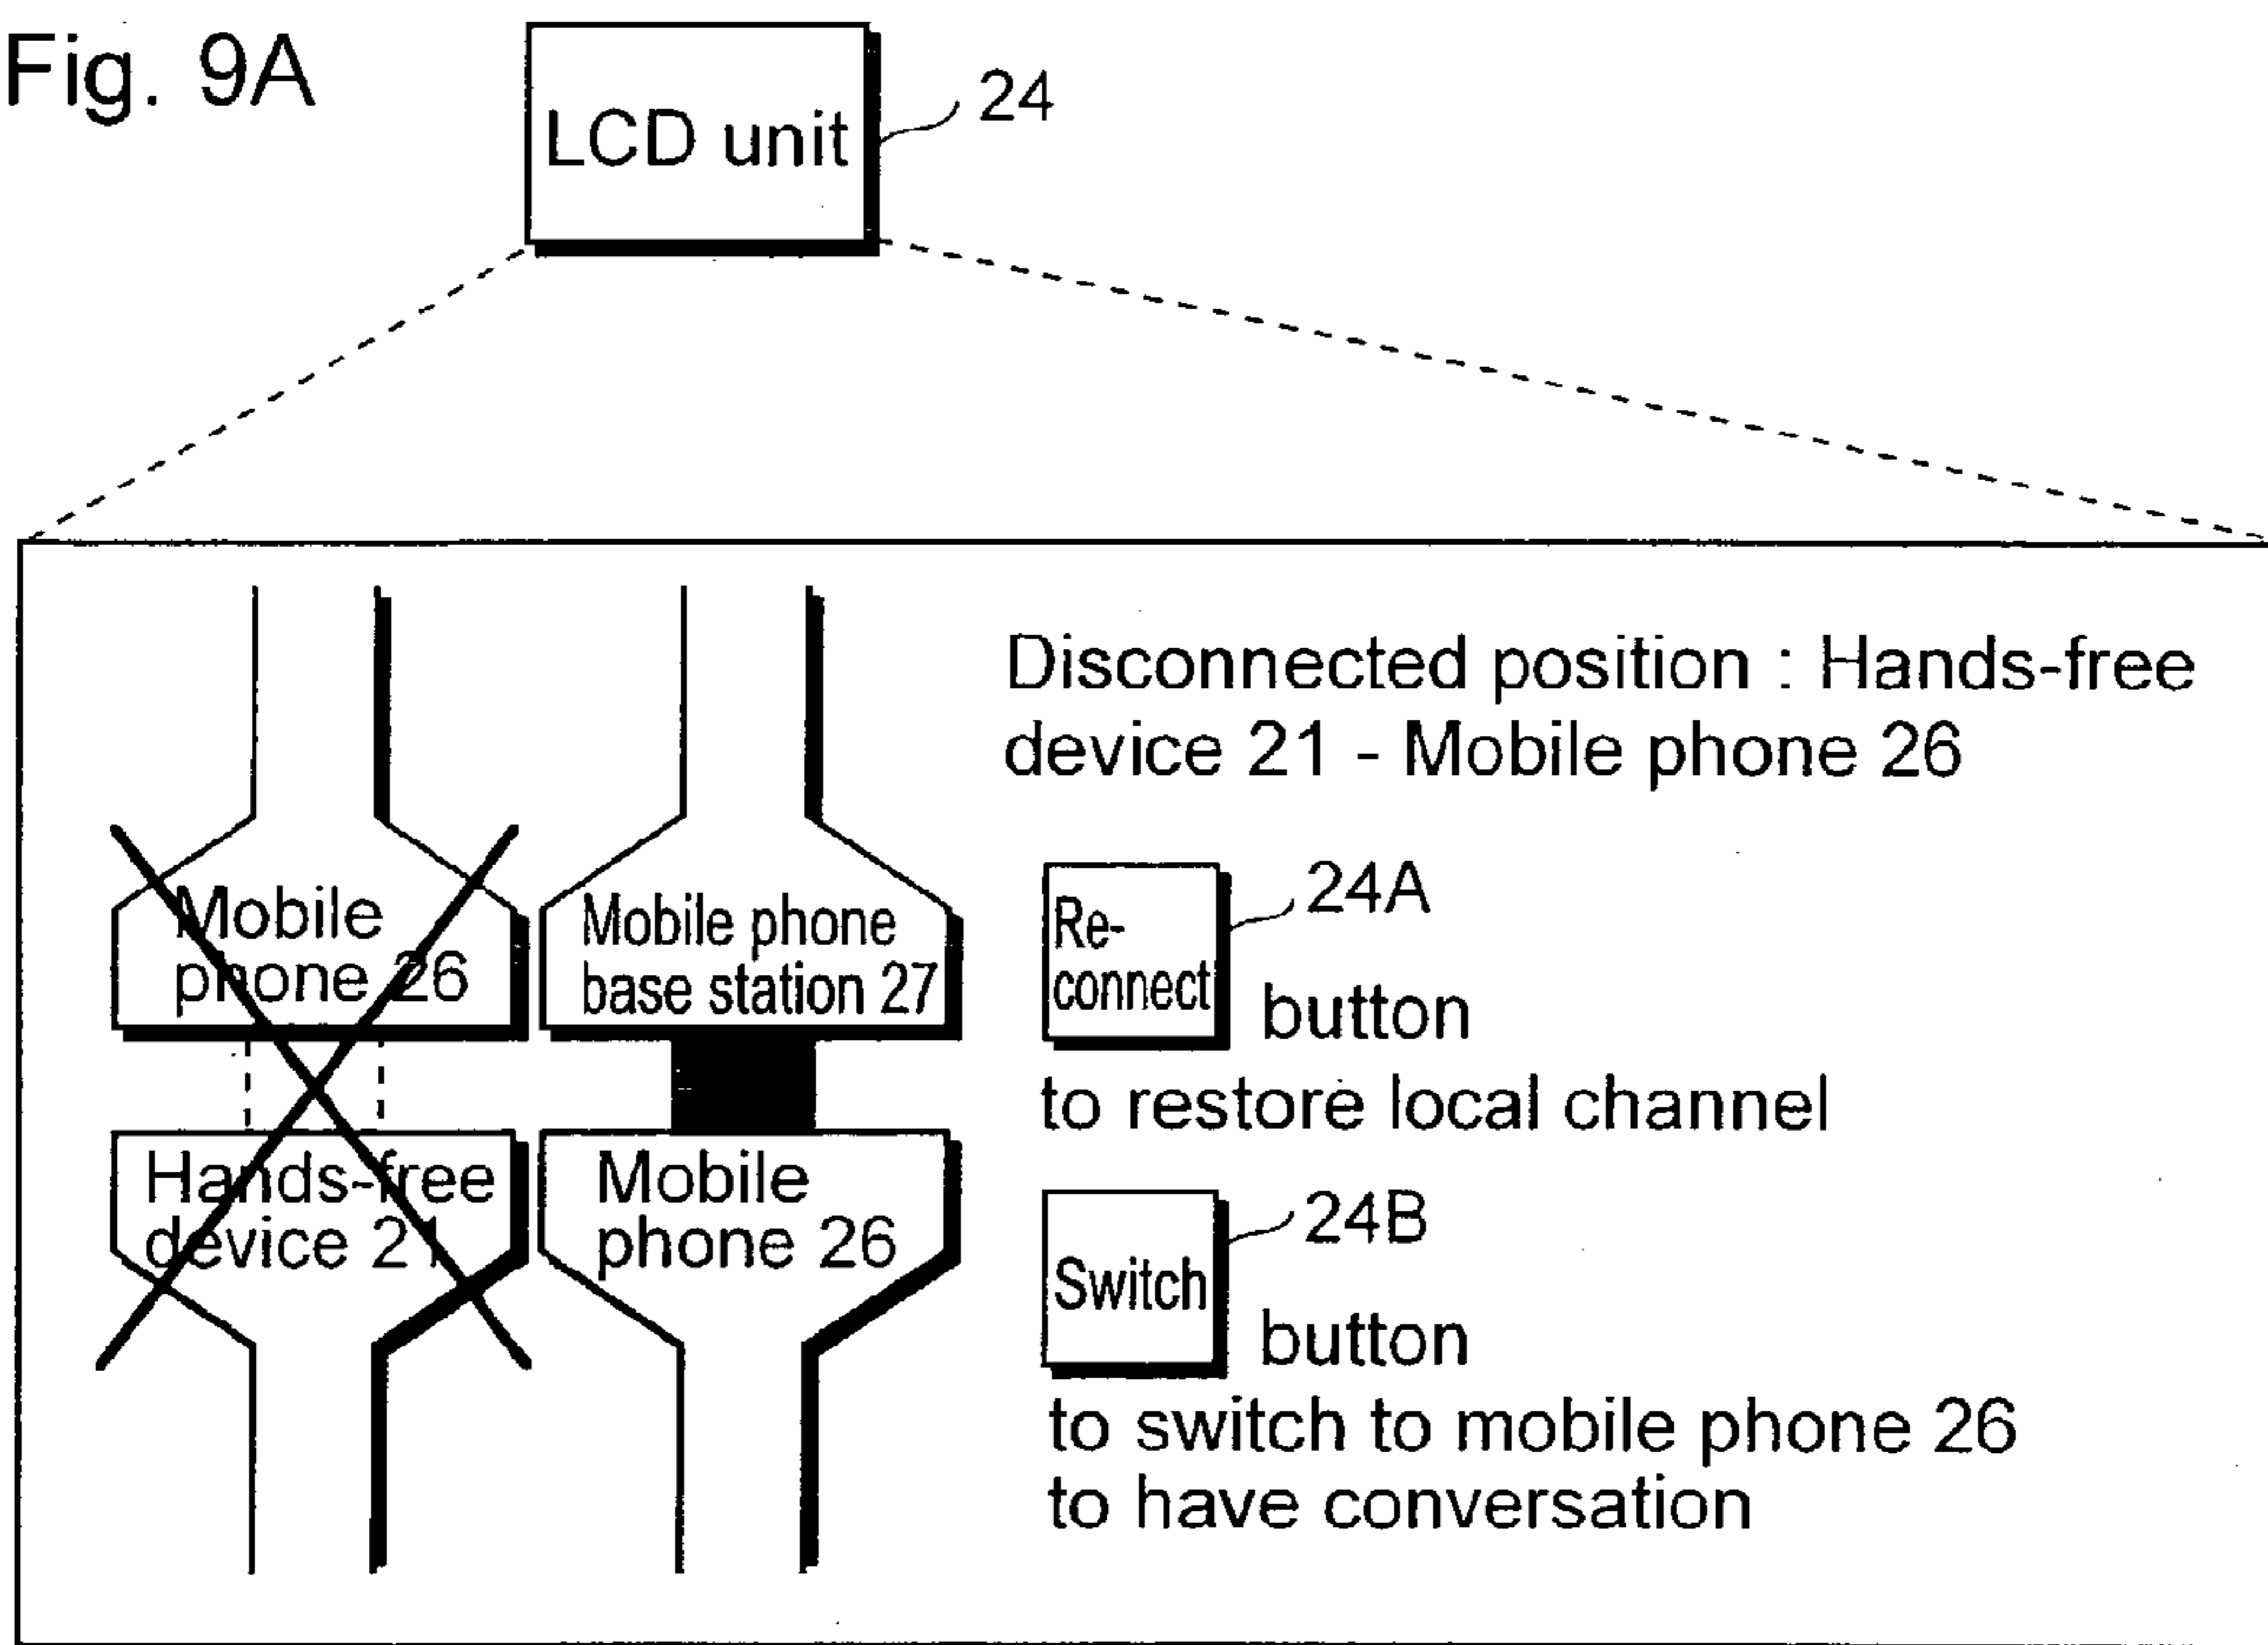 Fig. 9A
LCD unit
24
Disconnected position : Hands-free
device 21 - Mobile phone 26
Mobile
phone 26
Mobile phone
base station 27
Hands-free
device 21
Mobile
phone 26
Re-
connect
24A
button
to restore local channel
Switch
24B
button
to switch to mobile phone 26
to have conversation